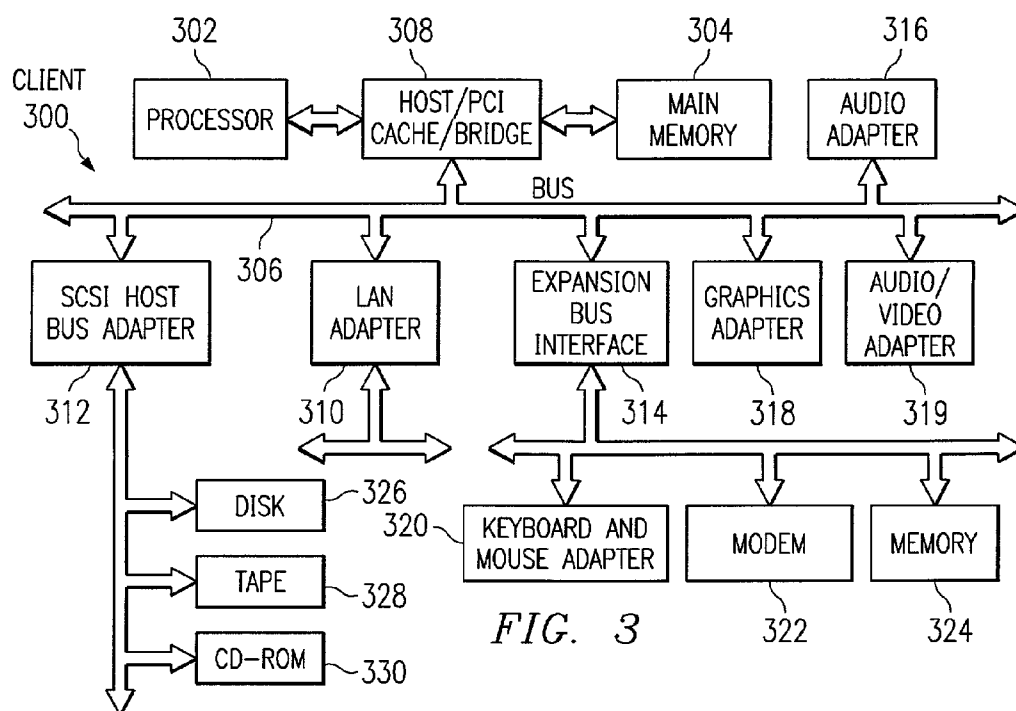 302
308
304
316
CLIENT
300
PROCESSOR
HOST/PCI
CACHE/BRIDGE
MAIN
MEMORY
AUDIO
ADAPTER
BUS
306
SCSI HOST
BUS ADAPTER
LAN
ADAPTER
EXPANSION
BUS
INTERFACE
GRAPHICS
ADAPTER
AUDIO/
VIDEO
ADAPTER
312
310
314
318
319
DISK
326
TAPE
328
CD-ROM
330
320
KEYBOARD AND
MOUSE ADAPTER
MODEM
MEMORY
322
324
FIG. 3